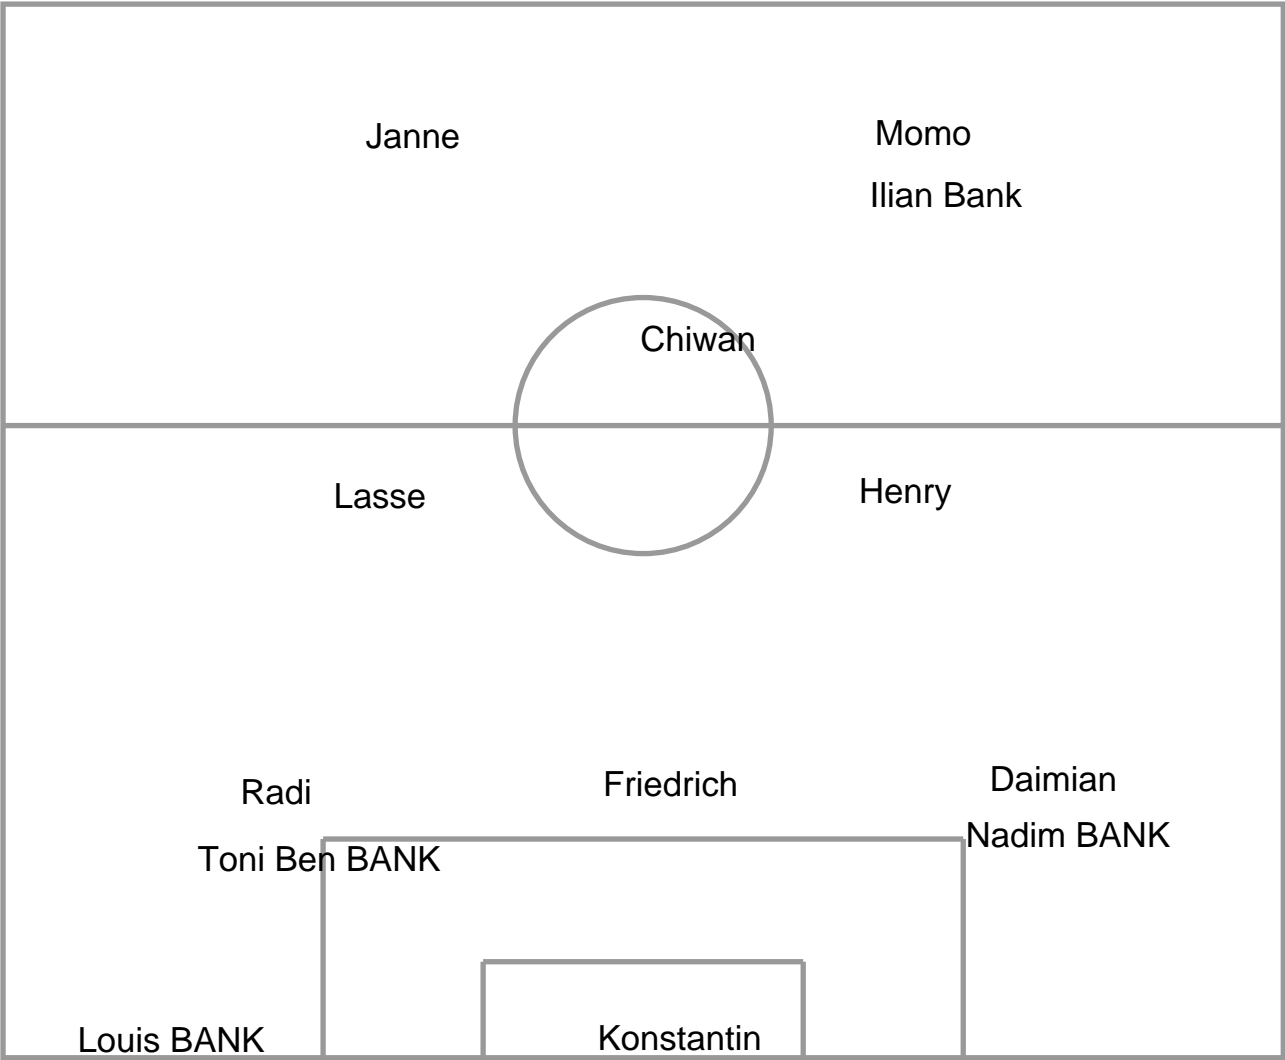 Janne
Momo
Ilian Bank
Chiwan
Lasse
Henry
Radi
Friedrich
Daimian
Toni Ben BANK
Nadim BANK
Louis BANK
Konstantin